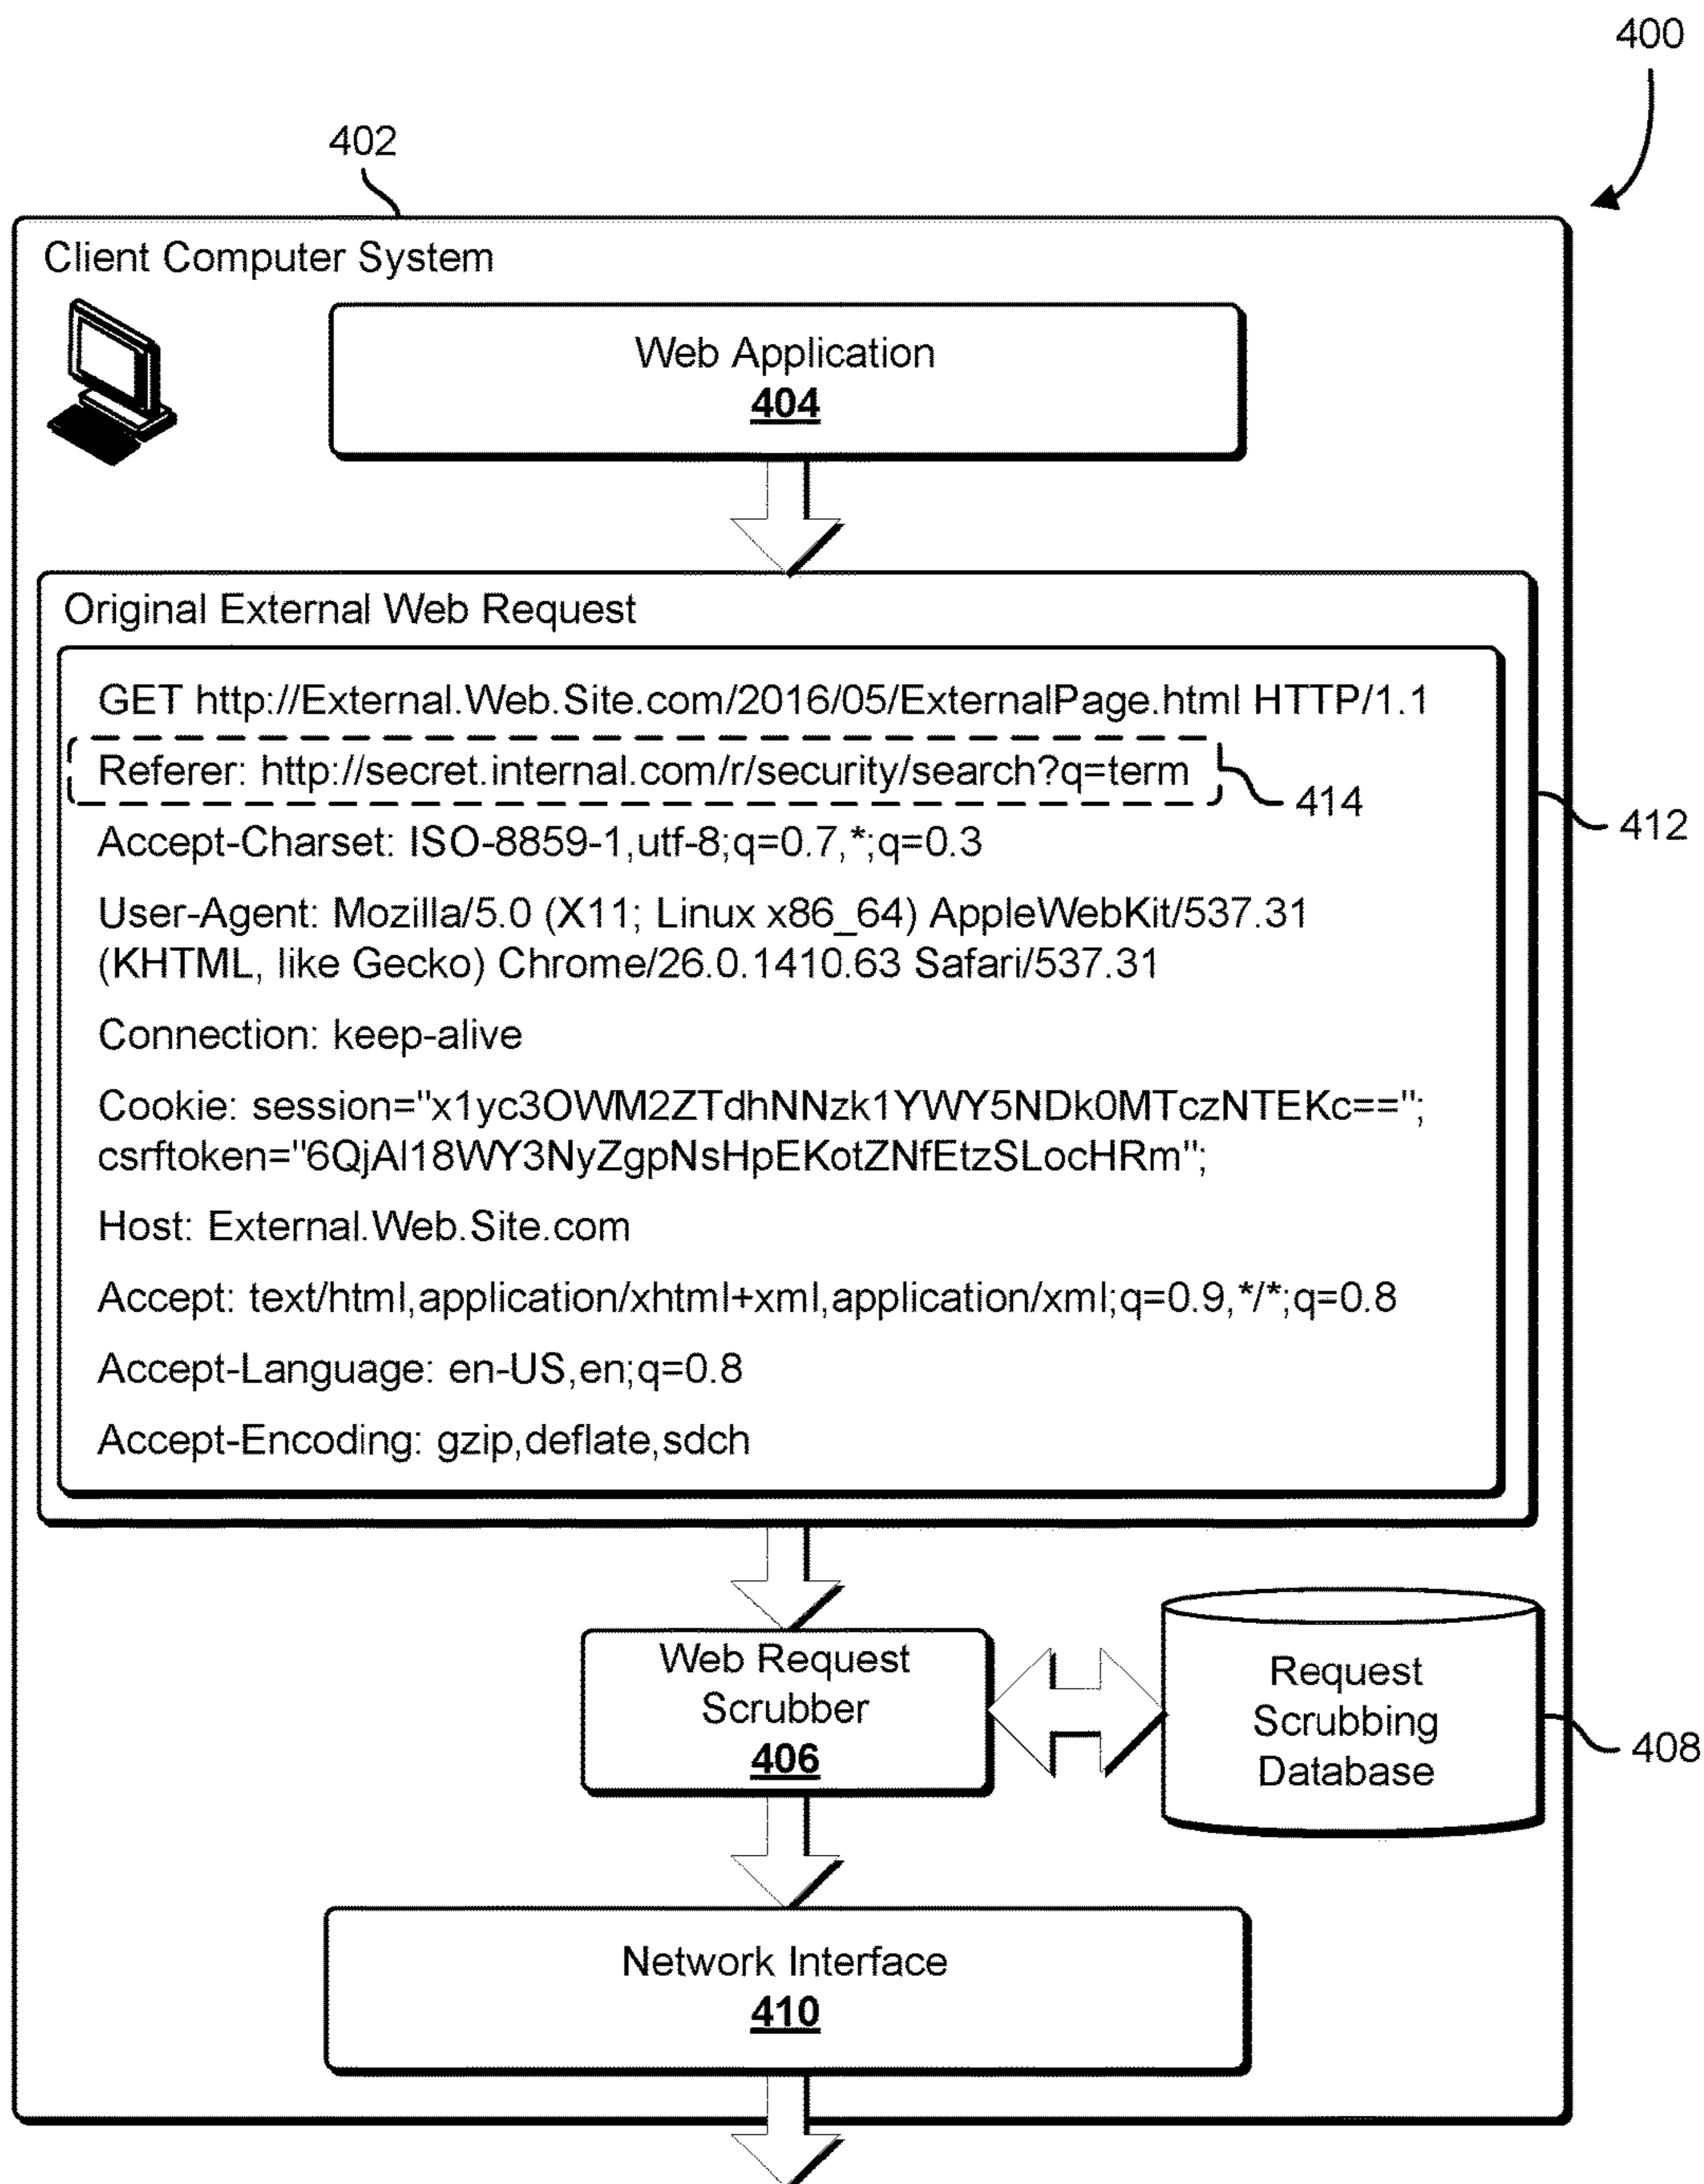 400
402
Client Computer System
Web Application
404
Original External Web Request
GET http://External.Web.Site.com/2016/05/ExternalPage.html HTTP/1.1
Referer: http://secret.internal.com/r/security/search?q=term
414
412
Accept-Charset: ISO-8859-1,utf-8;q=0.7,*;q=0.3
User-Agent: Mozilla/5.0 (X11; Linux x86_64) AppleWebKit/537.31
(KHTML, like Gecko) Chrome/26.0.1410.63 Safari/537.31
Connection: keep-alive
Cookie: session="x1yc3OWM2ZTdhNNzk1YWY5NDk0MTczNTEKc==";
csrftoken="6QjAl18WY3NyZgpNsHpEKotZNfEtzSLocHRm";
Host: External.Web.Site.com
Accept: text/html,application/xhtml+xml,application/xml;q=0.9,*/*;q=0.8
Accept-Language: en-US,en;q=0.8
Accept-Encoding: gzip,deflate,sdch
Web Request
Scrubber
406
Request
Scrubbing
Database
408
Network Interface
410